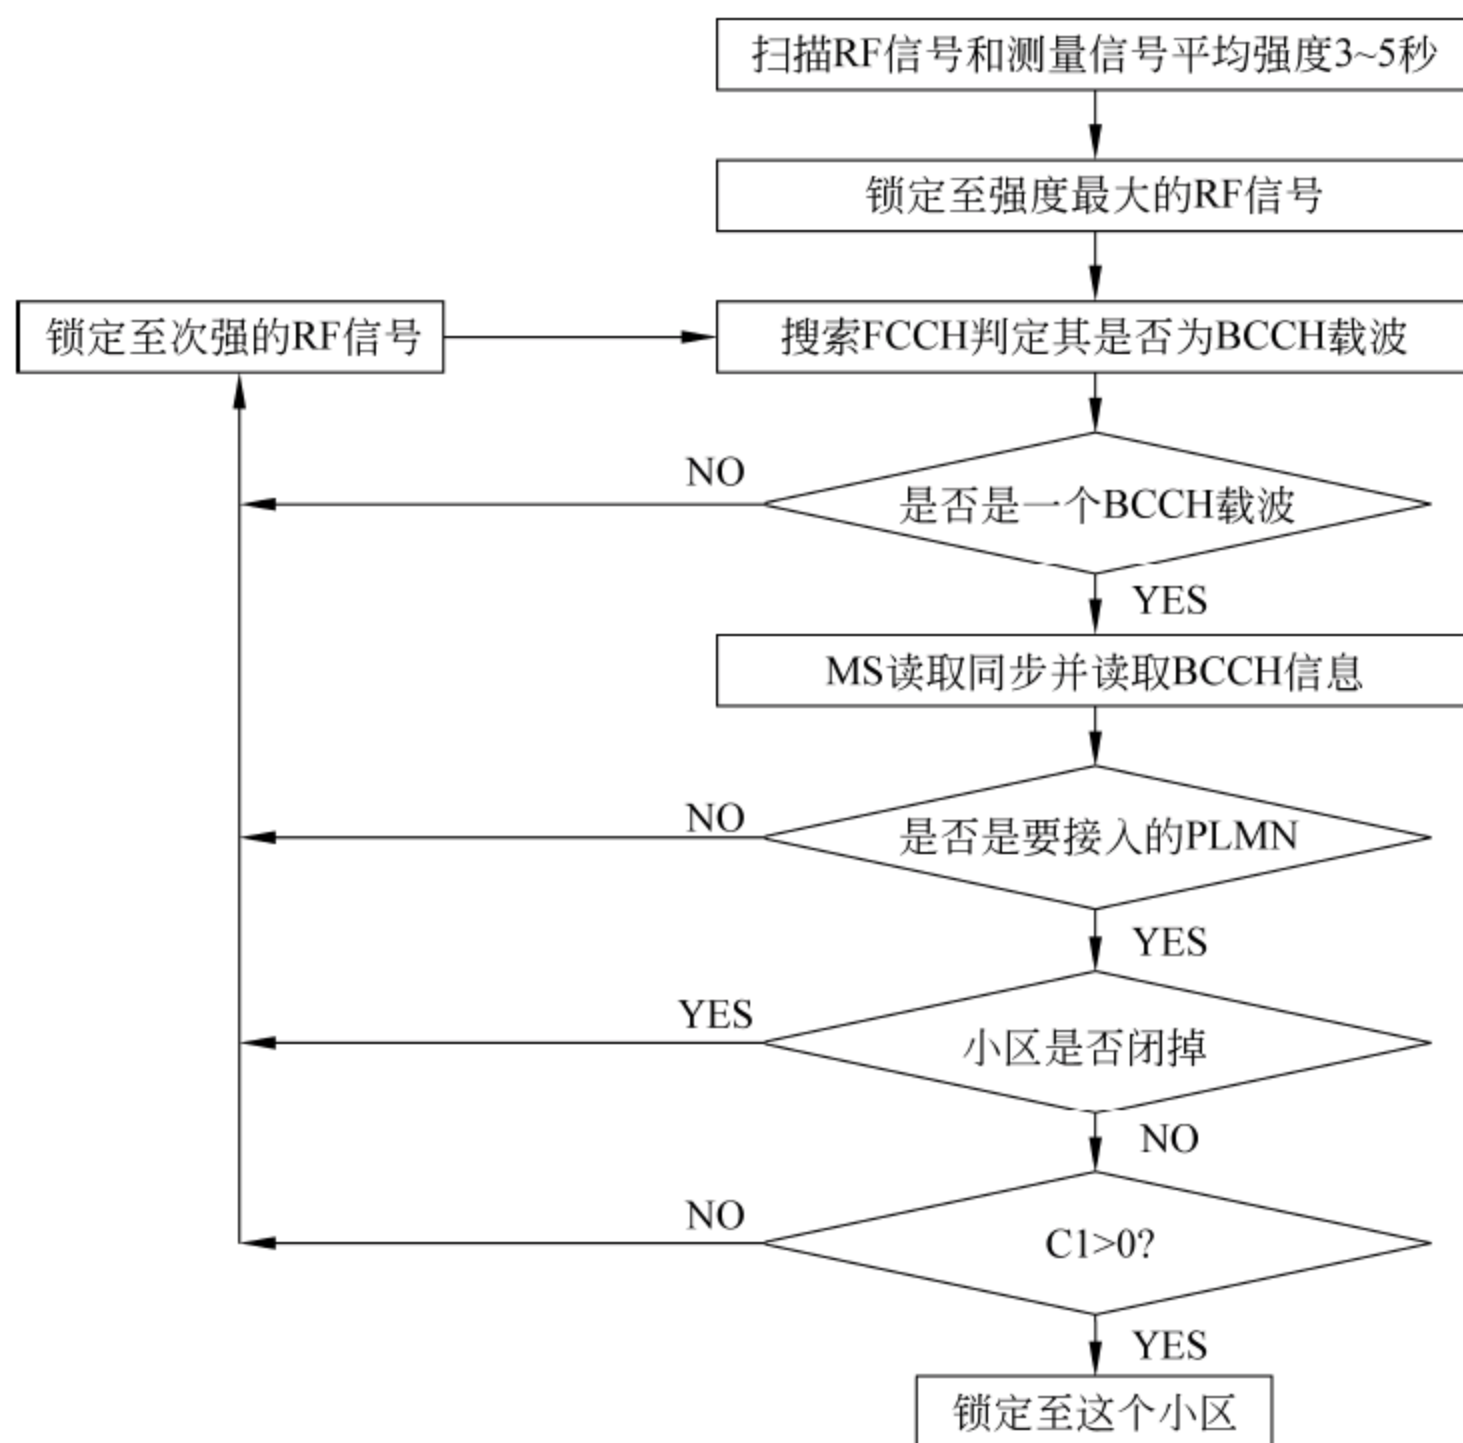 扫描RF信号和测量信号平均强度3~5秒
锁定至强度最大的RF信号
锁定至次强的RF信号
搜索FCCH判定其是否为BCCH载波
NO
是否是一个BCCH载波
YES
MS读取同步并读取BCCH信息
NO
是否是要接入的PLMN
YES
YES
小区是否闭掉
NO
NO
C1>0?
YES
锁定至这个小区